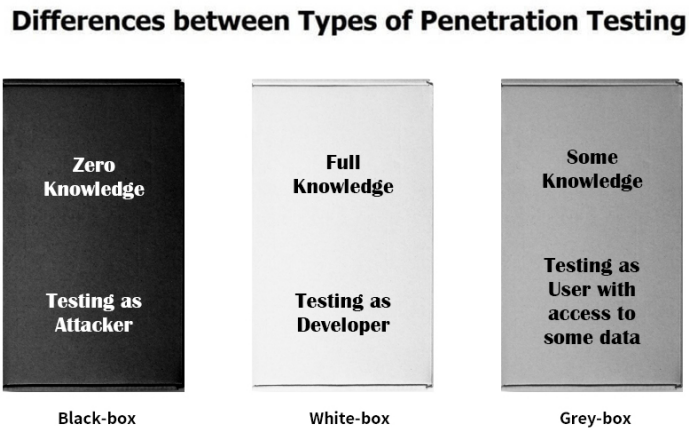 Differences between Types of Penetration Testing
Zero
Knowledge
Testing as
Attacker
Black-box
Full
Knowledge
Testing as
Developer
White-box
Some
Knowledge
Testing as
User with
access to
some data
Grey-box